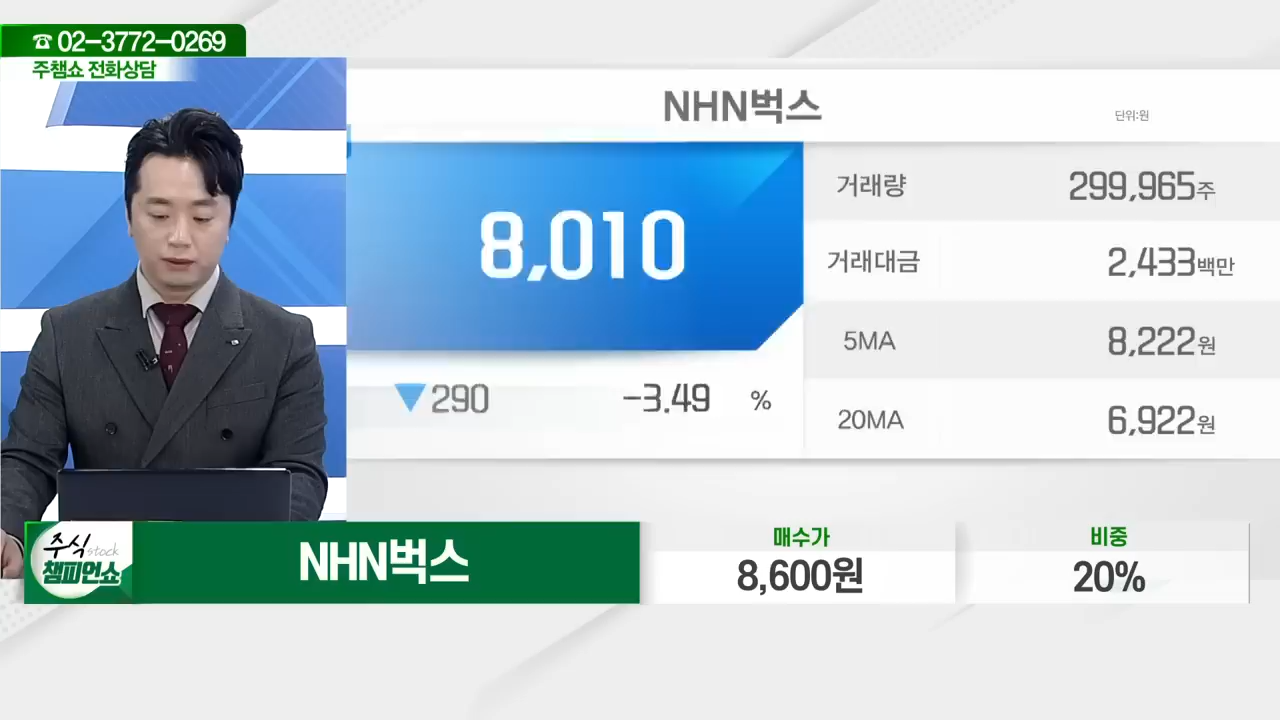 ☎ 02-3772-0269
주챔쇼 전화상담
NHN벅스
단위:원
8,010
▼290 -3.49 %
거래량 299,965주
거래대금 2,433백만
5MA 8,222원
20MA 6,922원
주식 stock
챔피언쇼
NHN벅스
매수가
8,600원
비중
20%